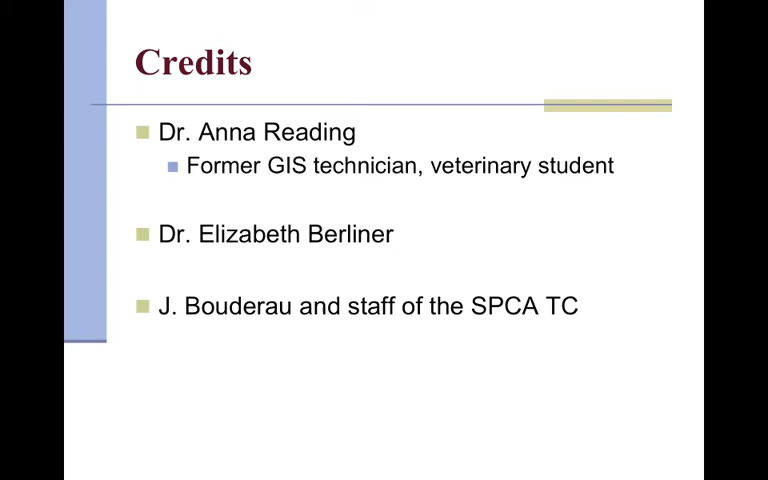 Credits
Dr. Anna Reading
Former GIS technician, veterinary student
Dr. Elizabeth Berliner
J. Bouderau and staff of the SPCA TC